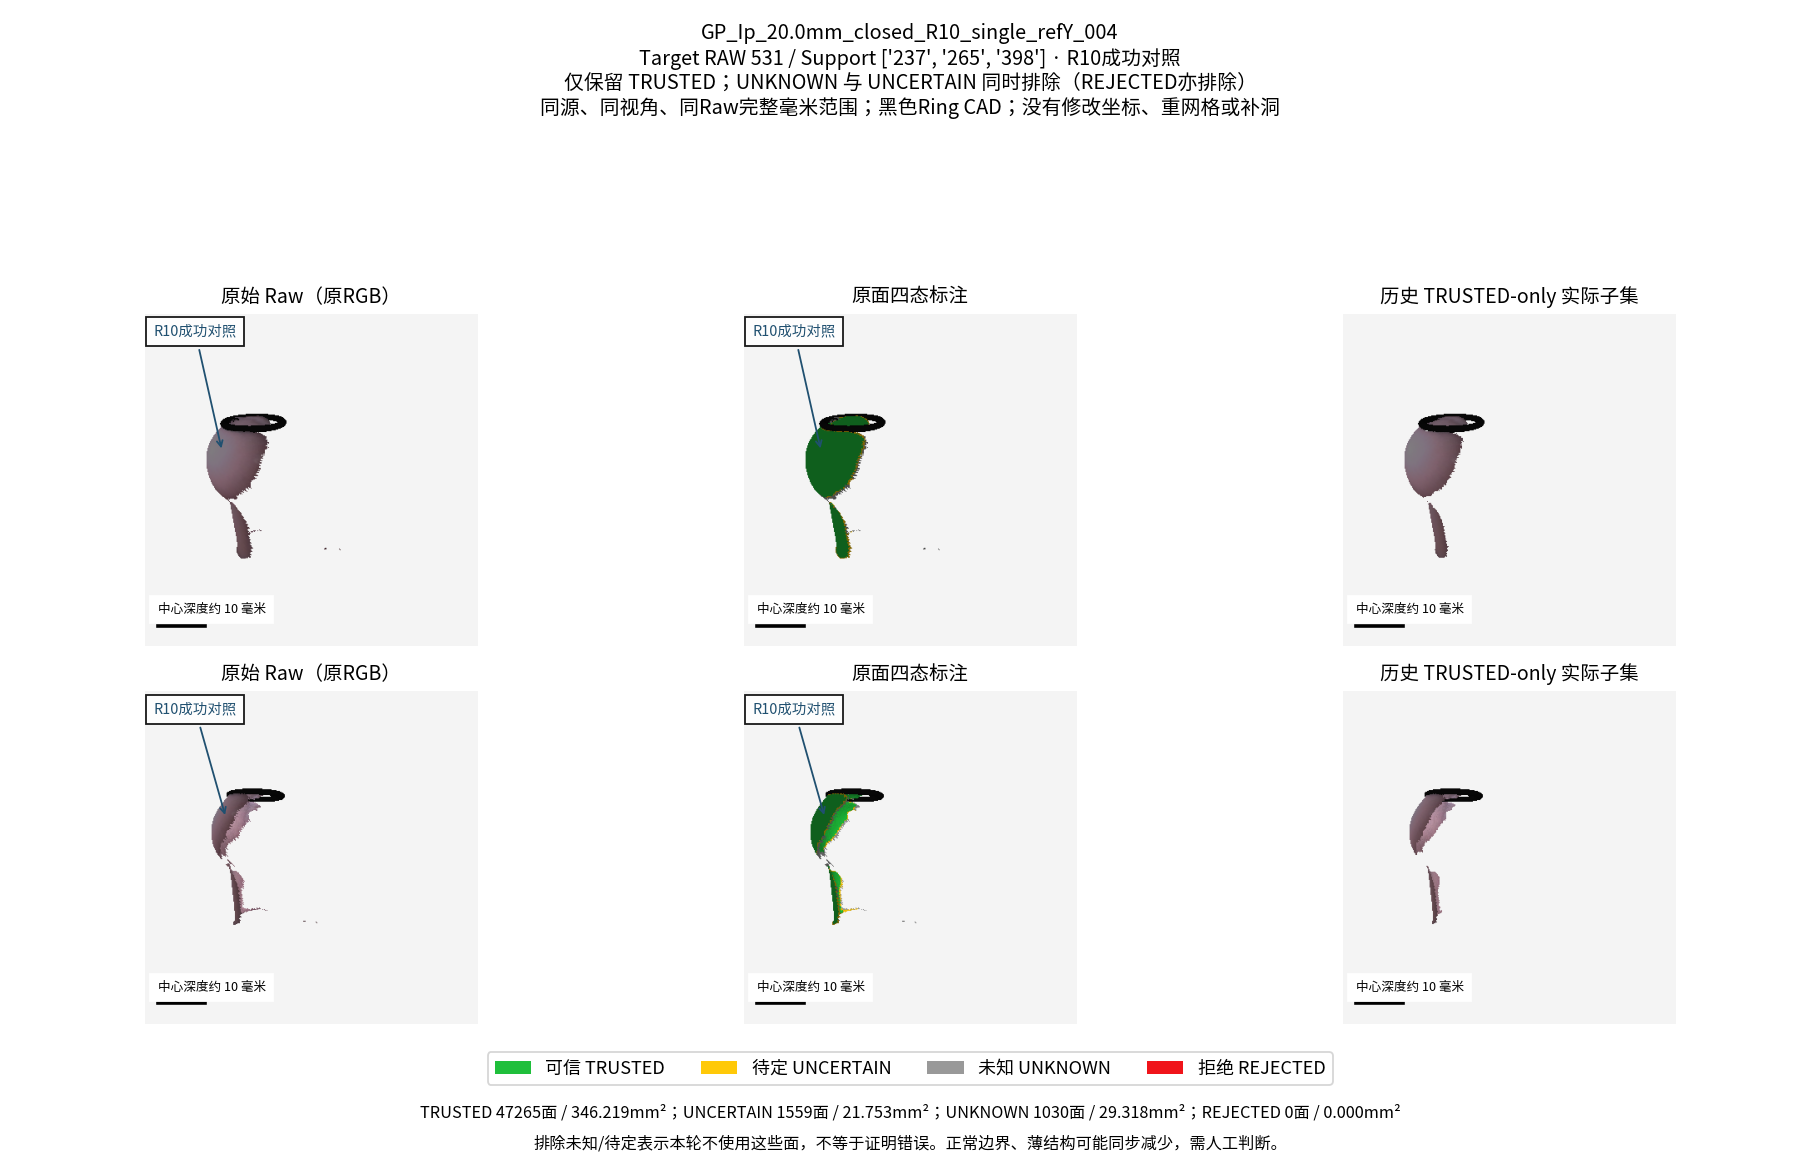 GP_Ip_20.0mm_closed_R10_single_refY_004
Target RAW 531 / Support ['237', '265', '398'] · R10成功对照
仅保留 TRUSTED；UNKNOWN 与 UNCERTAIN 同时排除（REJECTED亦排除）
同源、同视角、同Raw完整毫米范围；黑色Ring CAD；没有修改坐标、重网格或补洞
原始 Raw（原RGB）
原面四态标注
历史 TRUSTED-only 实际子集
R10成功对照
R10成功对照
中心深度约 10 毫米
中心深度约 10 毫米
中心深度约 10 毫米
原始 Raw（原RGB）
原面四态标注
历史 TRUSTED-only 实际子集
R10成功对照
R10成功对照
中心深度约 10 毫米
中心深度约 10 毫米
中心深度约 10 毫米
可信 TRUSTED
待定 UNCERTAIN
未知 UNKNOWN
拒绝 REJECTED
TRUSTED 47265面 / 346.219mm²；UNCERTAIN 1559面 / 21.753mm²；UNKNOWN 1030面 / 29.318mm²；REJECTED 0面 / 0.000mm²
排除未知/待定表示本轮不使用这些面，不等于证明错误。正常边界、薄结构可能同步减少，需人工判断。